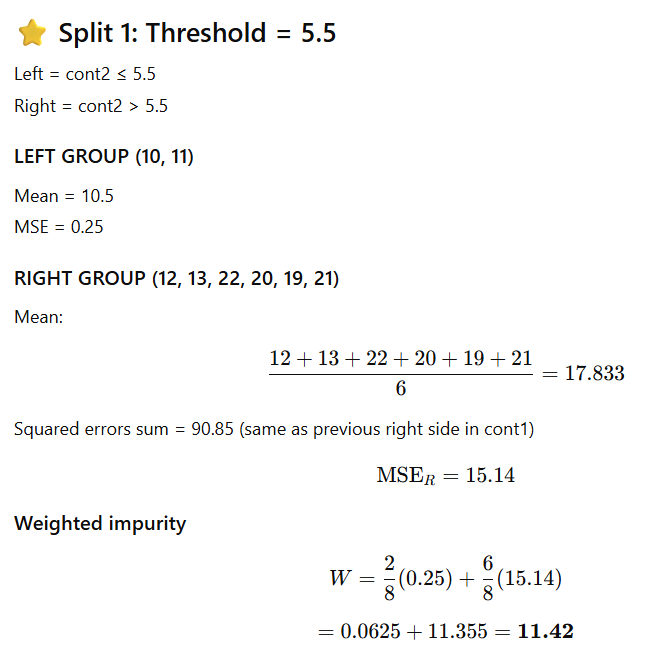 ⭐ Split 1: Threshold = 5.5
Left = cont2 ≤ 5.5
Right = cont2 > 5.5
LEFT GROUP (10, 11)
Mean = 10.5
MSE = 0.25
RIGHT GROUP (12, 13, 22, 20, 19, 21)
Mean:
(12 + 13 + 22 + 20 + 19 + 21) / 6 = 17.833
Squared errors sum = 90.85 (same as previous right side in cont1)
MSE_R = 15.14
Weighted impurity
W = 2/8 (0.25) + 6/8 (15.14)
= 0.0625 + 11.355 = 11.42